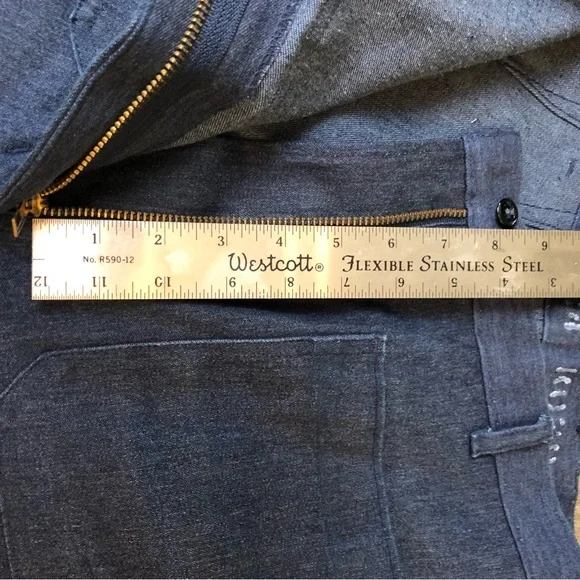 1 2 3 4 5 6 7 8 9
No. R590-12 Westcott® FLEXIBLE STAINLESS STEEL
12 11 10 9 8 7 6 5 4 3